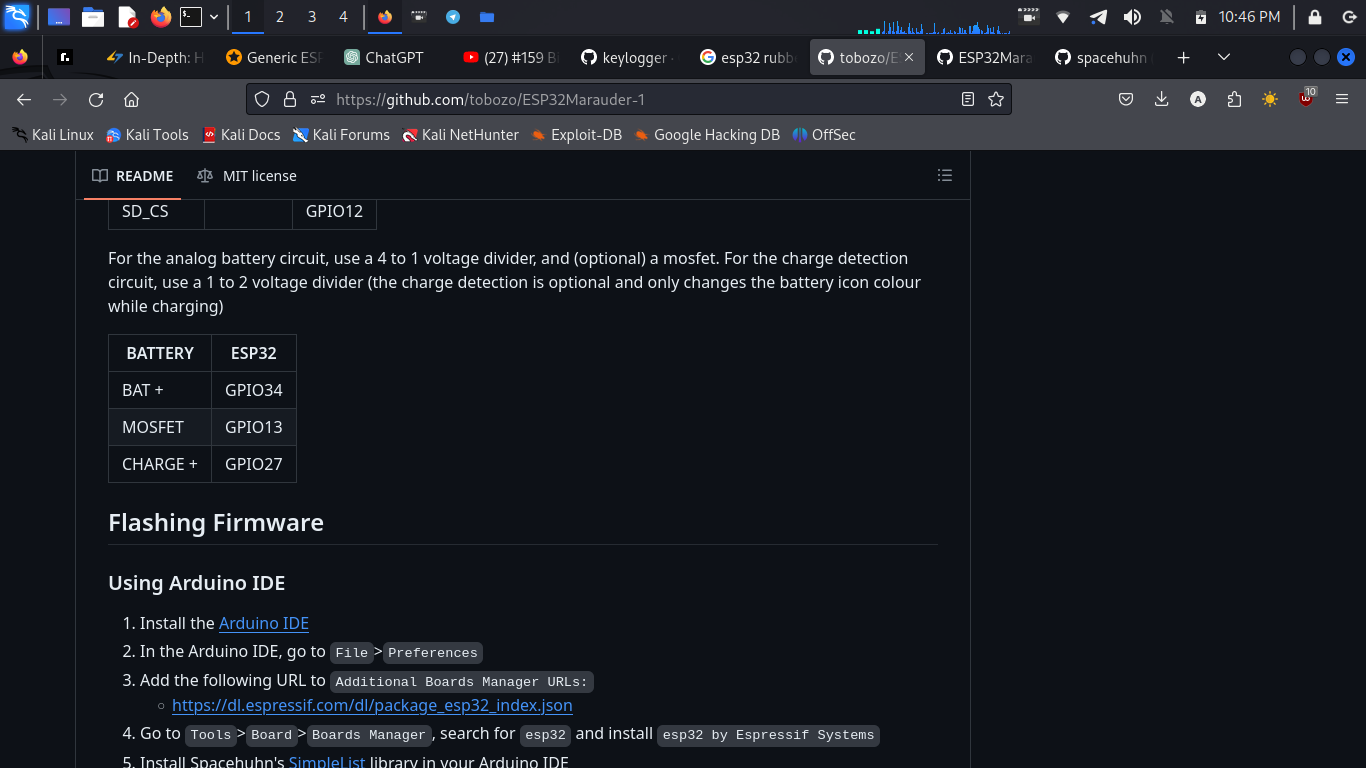 1 2 3 4 10:46 PM
In-Depth: H Generic ESP ChatGPT (27) #159 B keylogger · esp32 rubb tobozo/E ESP32Mara spacehuhn
https://github.com/tobozo/ESP32Marauder-1 10
Kali Linux Kali Tools Kali Docs Kali Forums Kali NetHunter Exploit-DB Google Hacking DB OffSec
README MIT license
SD_CS GPIO12
For the analog battery circuit, use a 4 to 1 voltage divider, and (optional) a mosfet. For the charge detection
circuit, use a 1 to 2 voltage divider (the charge detection is optional and only changes the battery icon colour
while charging)
BATTERY ESP32
BAT + GPIO34
MOSFET GPIO13
CHARGE + GPIO27
Flashing Firmware
Using Arduino IDE
1. Install the Arduino IDE
2. In the Arduino IDE, go to File>Preferences
3. Add the following URL to Additional Boards Manager URLs:
https://dl.espressif.com/dl/package_esp32_index.json
4. Go to Tools>Board>Boards Manager, search for esp32 and install esp32 by Espressif Systems
5. Install Spacehuhn's SimpleList library in your Arduino IDE